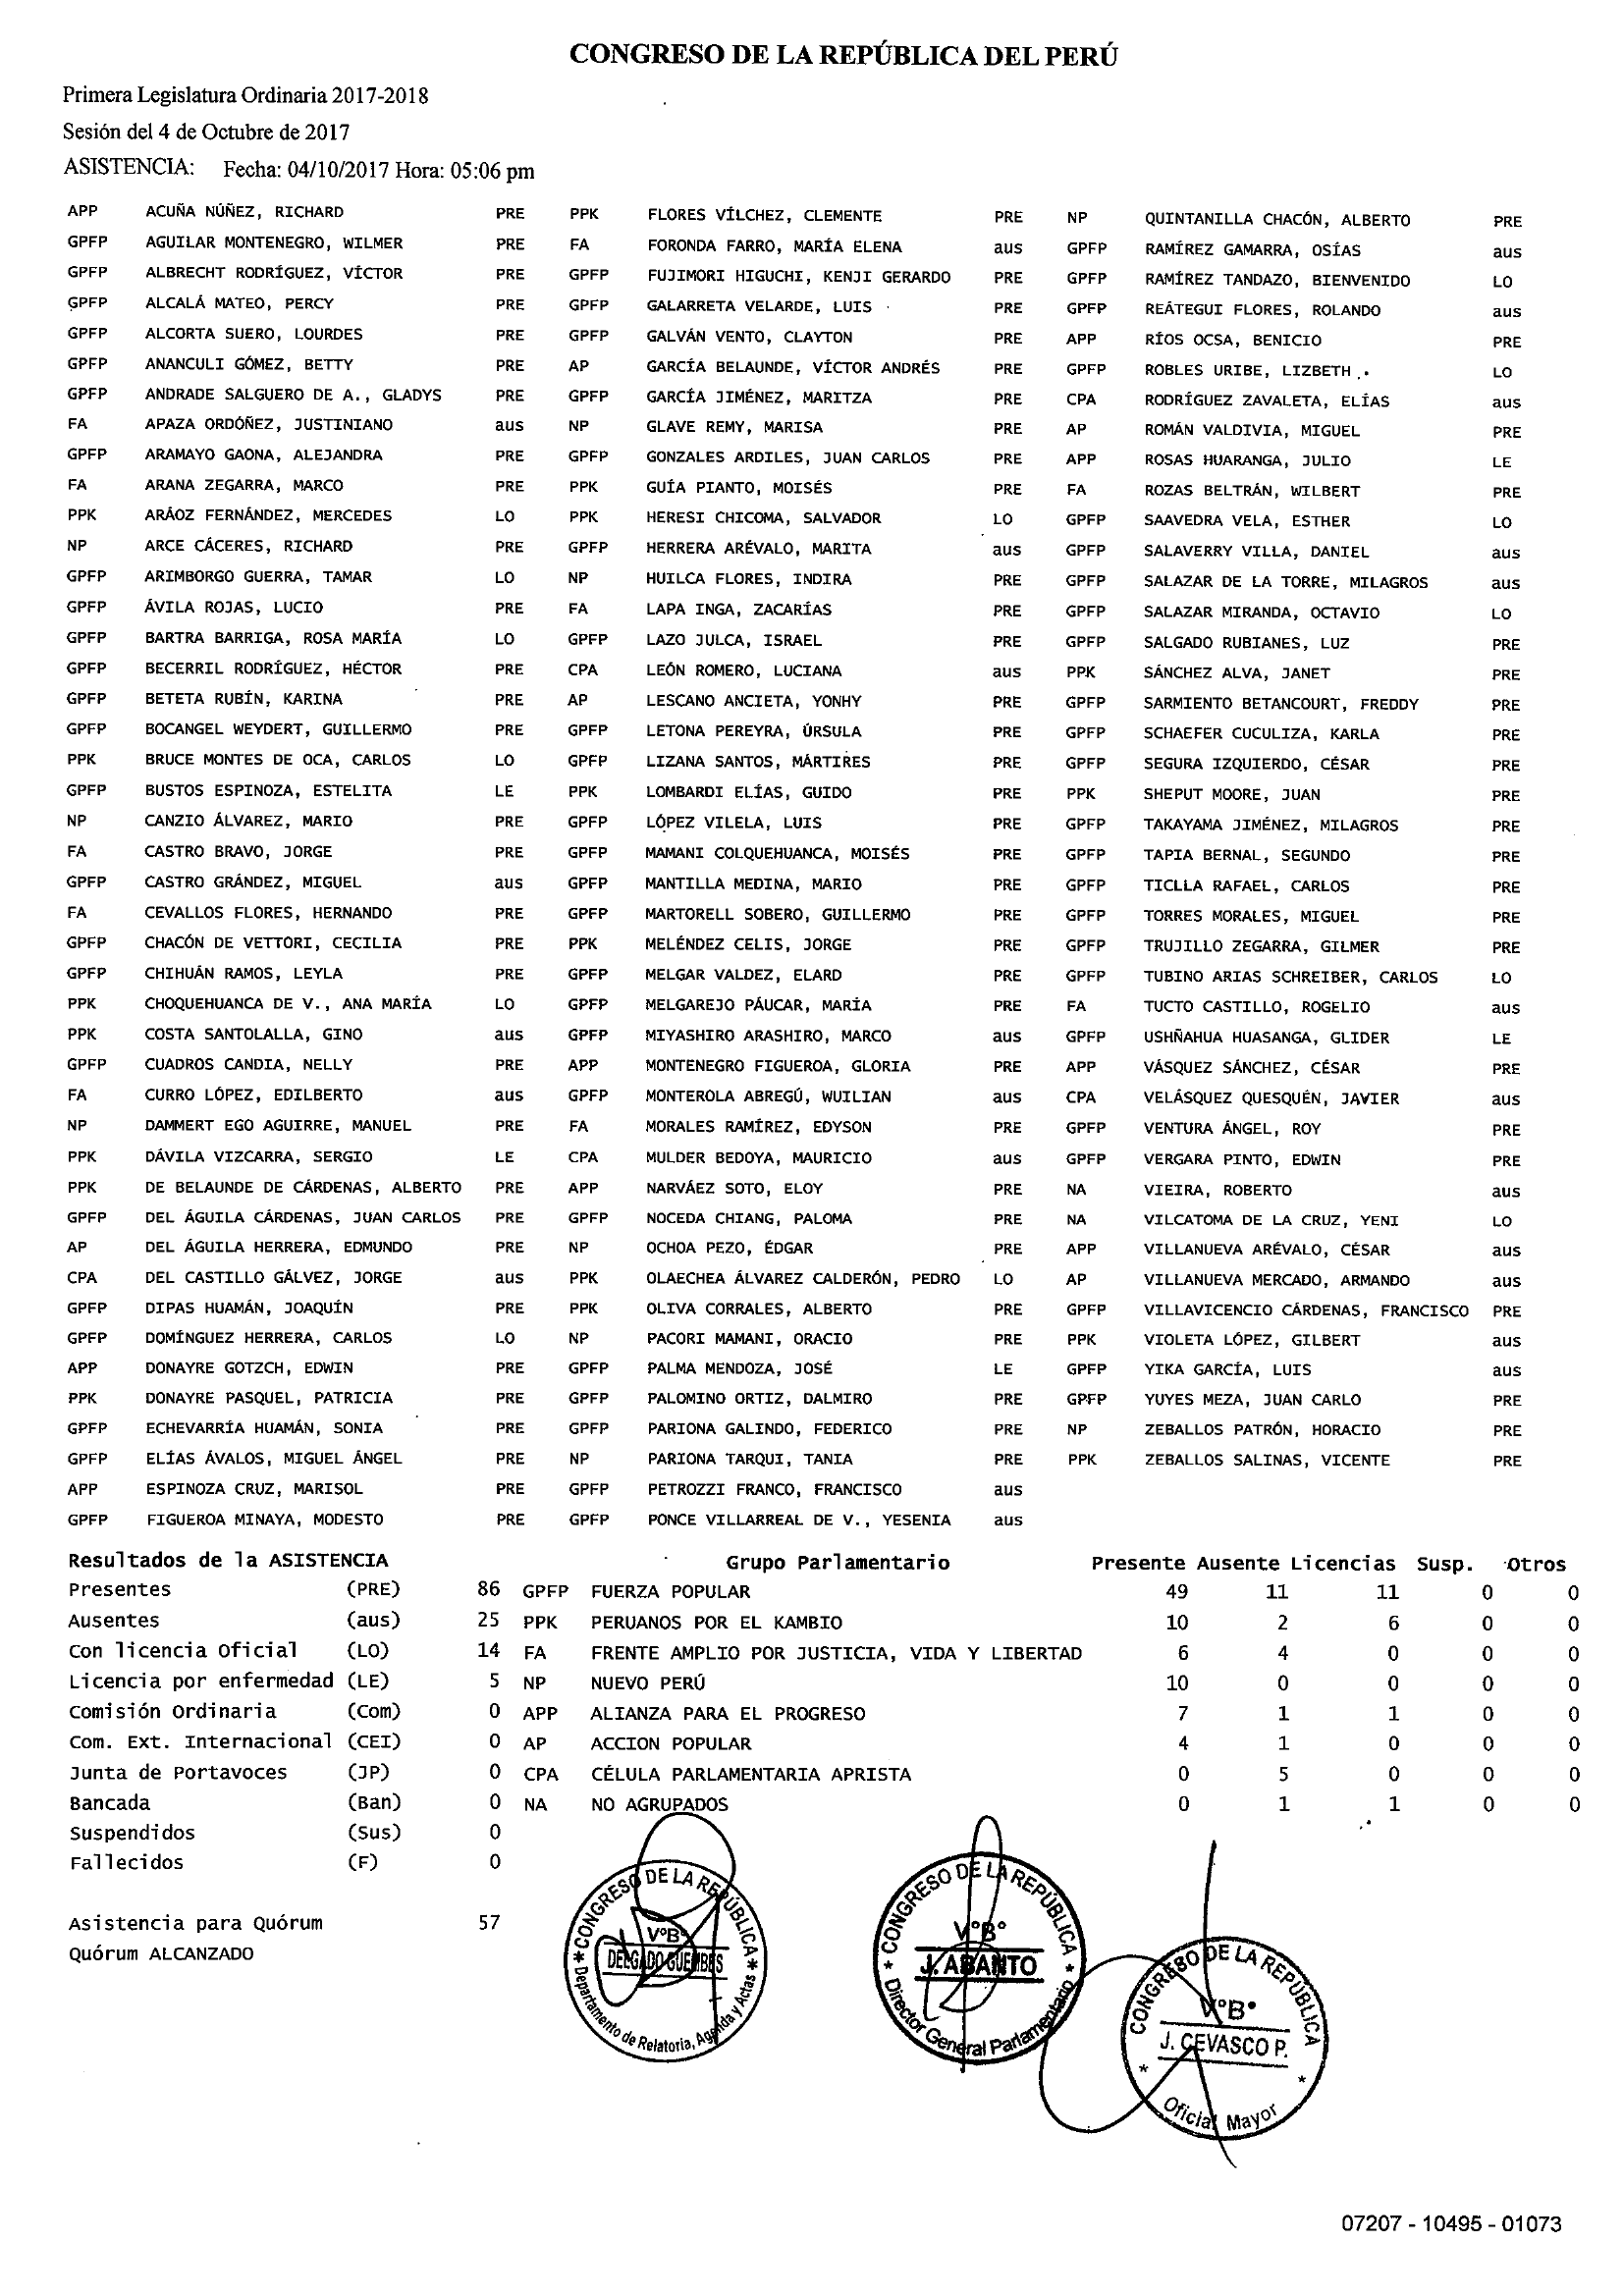 CONGRESO DE LA REPÚBLICA DEL PERÚ
Primera Legislatura Ordinaria 2017-2018
Sesión del 4 de Octubre de 2017
ASISTENCIA: Fecha: 04/10/2017 Hora: 05:06 pm
APP ACUÑA NÚÑEZ, RICHARD PRE PPK FLORES VÍLCHEZ, CLEMENTE PRE NP QUINTANILLA CHACÓN, ALBERTO PRE
GPFP AGUILAR MONTENEGRO, WILMER PRE FA FORONDA FARRO, MARÍA ELENA aus GPFP RAMÍREZ GAMARRA, OSÍAS aus
GPFP ALBRECHT RODRÍGUEZ, VÍCTOR PRE GPFP FUJIMORI HIGUCHI, KENJI GERARDO PRE GPFP RAMÍREZ TANDAZO, BIENVENIDO LO
GPFP ALCALÁ MATEO, PERCY PRE GPFP GALARRETA VELARDE, LUIS PRE GPFP REÁTEGUI FLORES, ROLANDO aus
GPFP ALCORTA SUERO, LOURDES PRE GPFP GALVÁN VENTO, CLAYTON PRE APP RÍOS OCSA, BENICIO PRE
GPFP ANANCULI GÓMEZ, BETTY PRE AP GARCÍA BELAUNDE, VÍCTOR ANDRÉS PRE GPFP ROBLES URIBE, LIZBETH LO
GPFP ANDRADE SALGUERO DE A., GLADYS PRE GPFP GARCÍA JIMÉNEZ, MARITZA PRE CPA RODRÍGUEZ ZAVALETA, ELÍAS aus
FA APAZA ORDÓÑEZ, JUSTINIANO aus NP GLAVE REMY, MARISA PRE AP ROMÁN VALDIVIA, MIGUEL PRE
GPFP ARAMAYO GAONA, ALEJANDRA PRE GPFP GONZALES ARDILES, JUAN CARLOS PRE APP ROSAS HUARANGA, JULIO LE
FA ARANA ZEGARRA, MARCO PRE PPK GUÍA PIANTO, MOISÉS PRE FA ROZAS BELTRÁN, WILBERT PRE
PPK ARÁOZ FERNÁNDEZ, MERCEDES LO PPK HERESI CHICOMA, SALVADOR LO GPFP SAAVEDRA VELA, ESTHER LO
NP ARCE CÁCERES, RICHARD PRE GPFP HERRERA ARÉVALO, MARITA aus GPFP SALAVERRY VILLA, DANIEL aus
GPFP ARIMBORGO GUERRA, TAMAR LO NP HUILCA FLORES, INDIRA PRE GPFP SALAZAR DE LA TORRE, MILAGROS aus
GPFP ÁVILA ROJAS, LUCIO PRE FA LAPA INGA, ZACARÍAS PRE GPFP SALAZAR MIRANDA, OCTAVIO LO
GPFP BARTRA BARRIGA, ROSA MARÍA LO GPFP LAZO JULCA, ISRAEL PRE GPFP SALGADO RUBIANES, LUZ PRE
GPFP BECERRIL RODRÍGUEZ, HÉCTOR PRE CPA LEÓN ROMERO, LUCIANA aus PPK SÁNCHEZ ALVA, JANET PRE
GPFP BETETA RUBÍN, KARINA PRE AP LESCANO ANCIETA, YONHY PRE GPFP SARMIENTO BETANCOURT, FREDDY PRE
GPFP BOCANGEL WEYDERT, GUILLERMO PRE GPFP LETONA PEREYRA, ÚRSULA PRE GPFP SCHAEFER CUCULIZA, KARLA PRE
PPK BRUCE MONTES DE OCA, CARLOS LO GPFP LIZANA SANTOS, MÁRTIRES PRE GPFP SEGURA IZQUIERDO, CÉSAR PRE
GPFP BUSTOS ESPINOZA, ESTELITA LE PPK LOMBARDI ELÍAS, GUIDO PRE PPK SHEPUT MOORE, JUAN PRE
NP CANZIO ÁLVAREZ, MARIO PRE GPFP LÓPEZ VILELA, LUIS PRE GPFP TAKAYAMA JIMÉNEZ, MILAGROS PRE
FA CASTRO BRAVO, JORGE PRE GPFP MAMANI COLQUEHUANCA, MOISÉS PRE GPFP TAPIA BERNAL, SEGUNDO PRE
GPFP CASTRO GRÁNDEZ, MIGUEL aus GPFP MANTILLA MEDINA, MARIO PRE GPFP TICLLA RAFAEL, CARLOS PRE
FA CEVALLOS FLORES, HERNANDO PRE GPFP MARTORELL SOBERO, GUILLERMO PRE GPFP TORRES MORALES, MIGUEL PRE
GPFP CHACÓN DE VETTORI, CECILIA PRE PPK MELÉNDEZ CELIS, JORGE PRE GPFP TRUJILLO ZEGARRA, GILMER PRE
GPFP CHIHUÁN RAMOS, LEYLA PRE GPFP MELGAR VALDEZ, ELARD PRE GPFP TUBINO ARIAS SCHREIBER, CARLOS LO
PPK CHOQUEHUANCA DE V., ANA MARÍA LO GPFP MELGAREJO PÁUCAR, MARÍA PRE FA TUCTO CASTILLO, ROGELIO aus
PPK COSTA SANTOLALLA, GINO aus GPFP MIYASHIRO ARASHIRO, MARCO aus GPFP USHÑAHUA HUASANGA, GLIDER LE
GPFP CUADROS CANDIA, NELLY PRE APP MONTENEGRO FIGUEROA, GLORIA PRE APP VÁSQUEZ SÁNCHEZ, CÉSAR PRE
FA CURRO LÓPEZ, EDILBERTO aus GPFP MONTEROLA ABREGÚ, WUILIAN aus CPA VELÁSQUEZ QUESQUÉN, JAVIER aus
NP DAMMERT EGO AGUIRRE, MANUEL PRE FA MORALES RAMÍREZ, EDYSON PRE GPFP VENTURA ÁNGEL, ROY PRE
PPK DÁVILA VIZCARRA, SERGIO LE CPA MULDER BEDOYA, MAURICIO aus GPFP VERGARA PINTO, EDWIN PRE
PPK DE BELAUNDE DE CÁRDENAS, ALBERTO PRE APP NARVÁEZ SOTO, ELOY PRE NA VIEIRA, ROBERTO aus
GPFP DEL ÁGUILA CÁRDENAS, JUAN CARLOS PRE GPFP NOCEDA CHIANG, PALOMA PRE NA VILCATOMA DE LA CRUZ, YENI LO
AP DEL ÁGUILA HERRERA, EDMUNDO PRE NP OCHOA PEZO, ÉDGAR PRE APP VILLANUEVA ARÉVALO, CÉSAR aus
CPA DEL CASTILLO GÁLVEZ, JORGE aus PPK OLAECHEA ÁLVAREZ CALDERÓN, PEDRO LO AP VILLANUEVA MERCADO, ARMANDO aus
GPFP DIPAS HUAMÁN, JOAQUÍN PRE PPK OLIVA CORRALES, ALBERTO PRE GPFP VILLAVICENCIO CÁRDENAS, FRANCISCO PRE
GPFP DOMÍNGUEZ HERRERA, CARLOS LO NP PACORI MAMANI, ORACIO PRE PPK VIOLETA LÓPEZ, GILBERT aus
APP DONAYRE GOTZCH, EDWIN PRE GPFP PALMA MENDOZA, JOSÉ LE GPFP YIKA GARCÍA, LUIS aus
PPK DONAYRE PASQUEL, PATRICIA PRE GPFP PALOMINO ORTIZ, DALMIRO PRE GPFP YUYES MEZA, JUAN CARLO PRE
GPFP ECHEVARRÍA HUAMÁN, SONIA PRE GPFP PARIONA GALINDO, FEDERICO PRE NP ZEBALLOS PATRÓN, HORACIO PRE
GPFP ELÍAS ÁVALOS, MIGUEL ÁNGEL PRE NP PARIONA TARQUI, TANIA PRE PPK ZEBALLOS SALINAS, VICENTE PRE
APP ESPINOZA CRUZ, MARISOL PRE GPFP PETROZZI FRANCO, FRANCISCO aus
GPFP FIGUEROA MINAYA, MODESTO PRE GPFP PONCE VILLARREAL DE V., YESENIA aus
Resultados de la ASISTENCIA Grupo Parlamentario Presente Ausente Licencias Susp. Otros
Presentes (PRE) 86 GPFP FUERZA POPULAR 49 11 11 0 0
Ausentes (aus) 25 PPK PERUANOS POR EL KAMBIO 10 2 6 0 0
Con licencia Oficial (LO) 14 FA FRENTE AMPLIO POR JUSTICIA, VIDA Y LIBERTAD 6 4 0 0 0
Licencia por enfermedad (LE) 5 NP NUEVO PERÚ 10 0 0 0 0
Comisión Ordinaria (Com) 0 APP ALIANZA PARA EL PROGRESO 7 1 1 0 0
Com. Ext. Internacional (CEI) 0 AP ACCION POPULAR 4 1 0 0 0
Junta de Portavoces (JP) 0 CPA CÉLULA PARLAMENTARIA APRISTA 0 5 0 0 0
Bancada (Ban) 0 NA NO AGRUPADOS 0 1 1 0 0
Suspendidos (Sus) 0
Fallecidos (F) 0
Asistencia para Quórum 57
Quórum ALCANZADO
CONGRESO DE LA REPÚBLICA
V°B°
DELGADO GUEMBES
Departamento de Relatoria, Agenda y Actas
CONGRESO DE LA REPÚBLICA
V°B°
J. ABANTO
Director General Parlamentario
CONGRESO DE LA REPÚBLICA
V°B°
J. CEVASCO P.
Oficial Mayor
07207 - 10495 - 01073